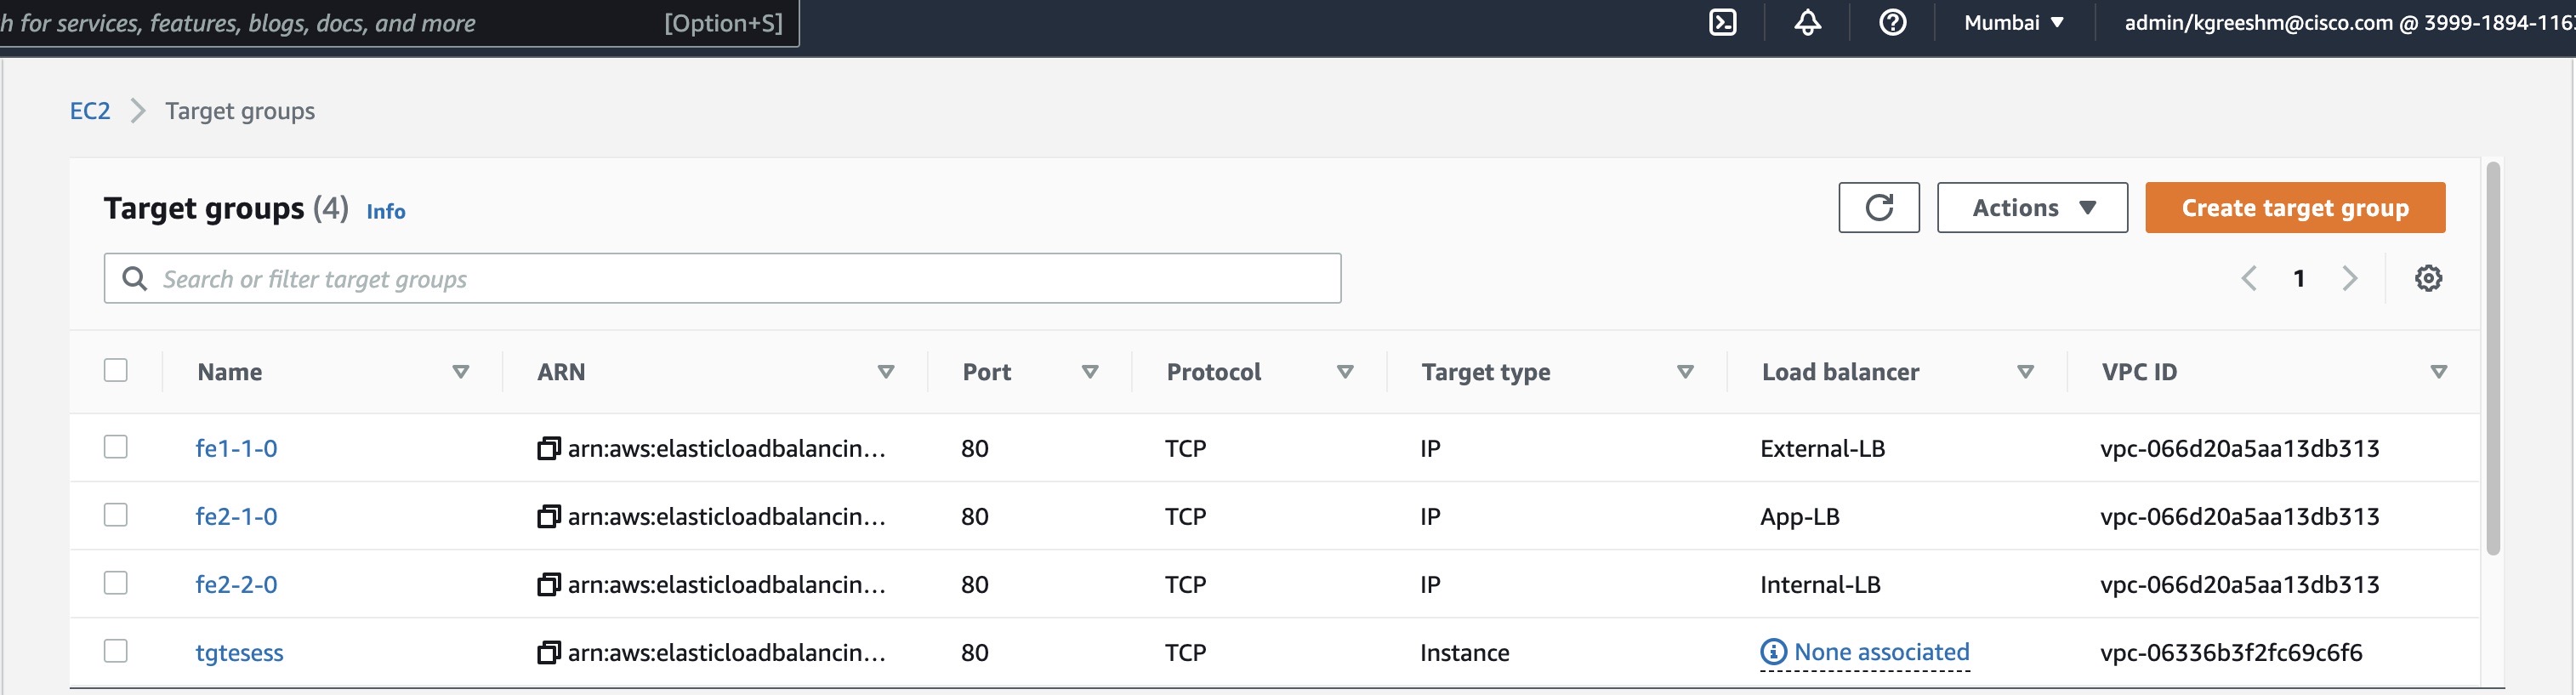 h for services, features, blogs, docs, and more [Option+S] Mumbai ▼ admin/kgreeshm@cisco.com @ 3999-1894-116
EC2 > Target groups
Target groups (4) Info Actions ▼ Create target group
Search or filter target groups 1
Name ARN Port Protocol Target type Load balancer VPC ID
fe1-1-0 arn:aws:elasticloadbalancin… 80 TCP IP External-LB vpc-066d20a5aa13db313
fe2-1-0 arn:aws:elasticloadbalancin… 80 TCP IP App-LB vpc-066d20a5aa13db313
fe2-2-0 arn:aws:elasticloadbalancin… 80 TCP IP Internal-LB vpc-066d20a5aa13db313
tgtesess arn:aws:elasticloadbalancin… 80 TCP Instance None associated vpc-06336b3f2fc69c6f6